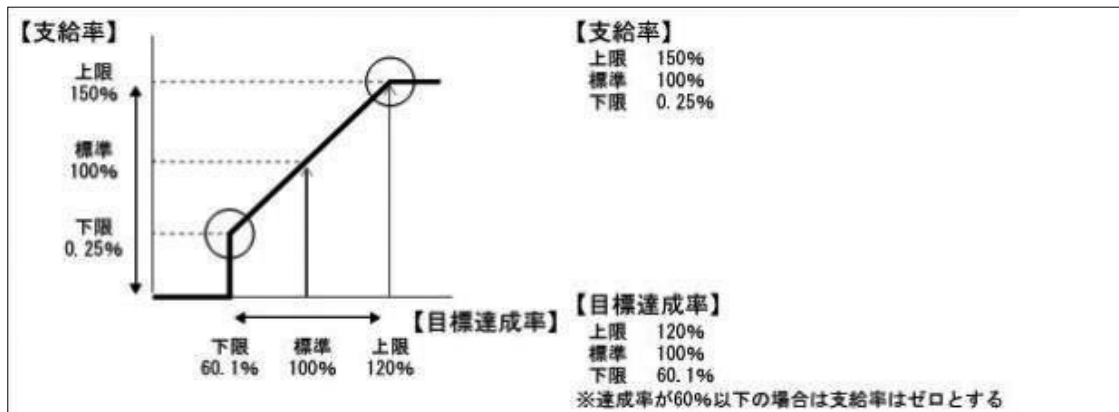 【支給率】
上限
150%
標準
100%
下限
0.25%
【目標達成率】
下限
60.1%
標準
100%
上限
120%
【支給率】
上限 150%
標準 100%
下限 0.25%
【目標達成率】
上限 120%
標準 100%
下限 60.1%
※達成率が60%以下の場合は支給率はゼロとする